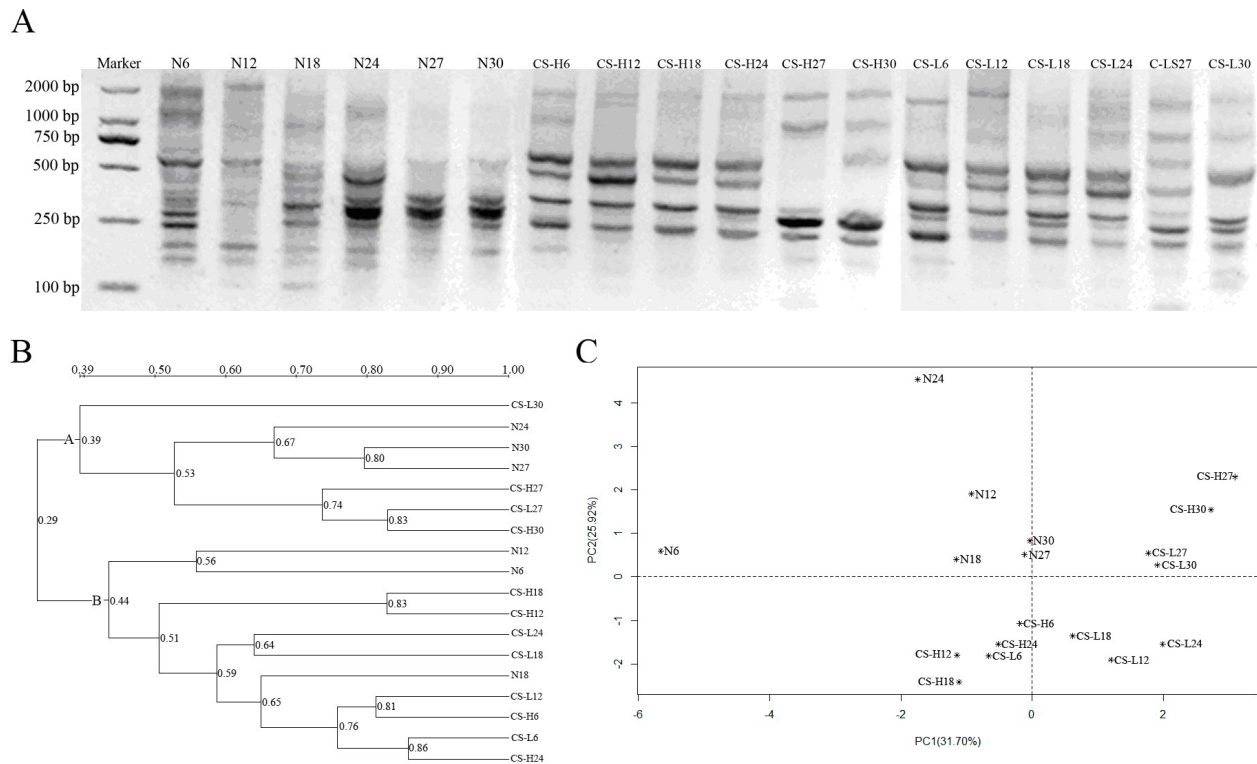 A
Marker N6 N12 N18 N24 N27 N30 CS-H6 CS-H12 CS-H18 CS-H24 CS-H27 CS-H30 CS-L6 CS-L12 CS-L18 CS-L24 C-LS27 CS-L30
2000 bp
1000 bp
750 bp
500 bp
250 bp
100 bp
B
0.39 0.50 0.60 0.70 0.80 0.90 1.00
CS-L30
A 0.39
N24
0.67
N30
0.80
N27
0.53
CS-H27
0.74
CS-L27
0.83
CS-H30
0.29
N12
0.56
N6
B 0.44
CS-H18
0.83
CS-H12
0.51
CS-L24
0.64
CS-L18
0.59
N18
0.65
CS-L12
0.81
CS-H6
0.76
CS-L6
0.86
CS-H24
C
PC2(25.92%)
4
3
2
1
0
-1
-2
N24
CS-H27
N12
CS-H30
N30
N6
N18
N27
CS-L27
CS-L30
CS-H6
CS-L18
CS-H24
CS-L24
CS-H12
CS-L6
CS-L12
CS-H18
-6 -4 -2 0 2
PC1(31.70%)